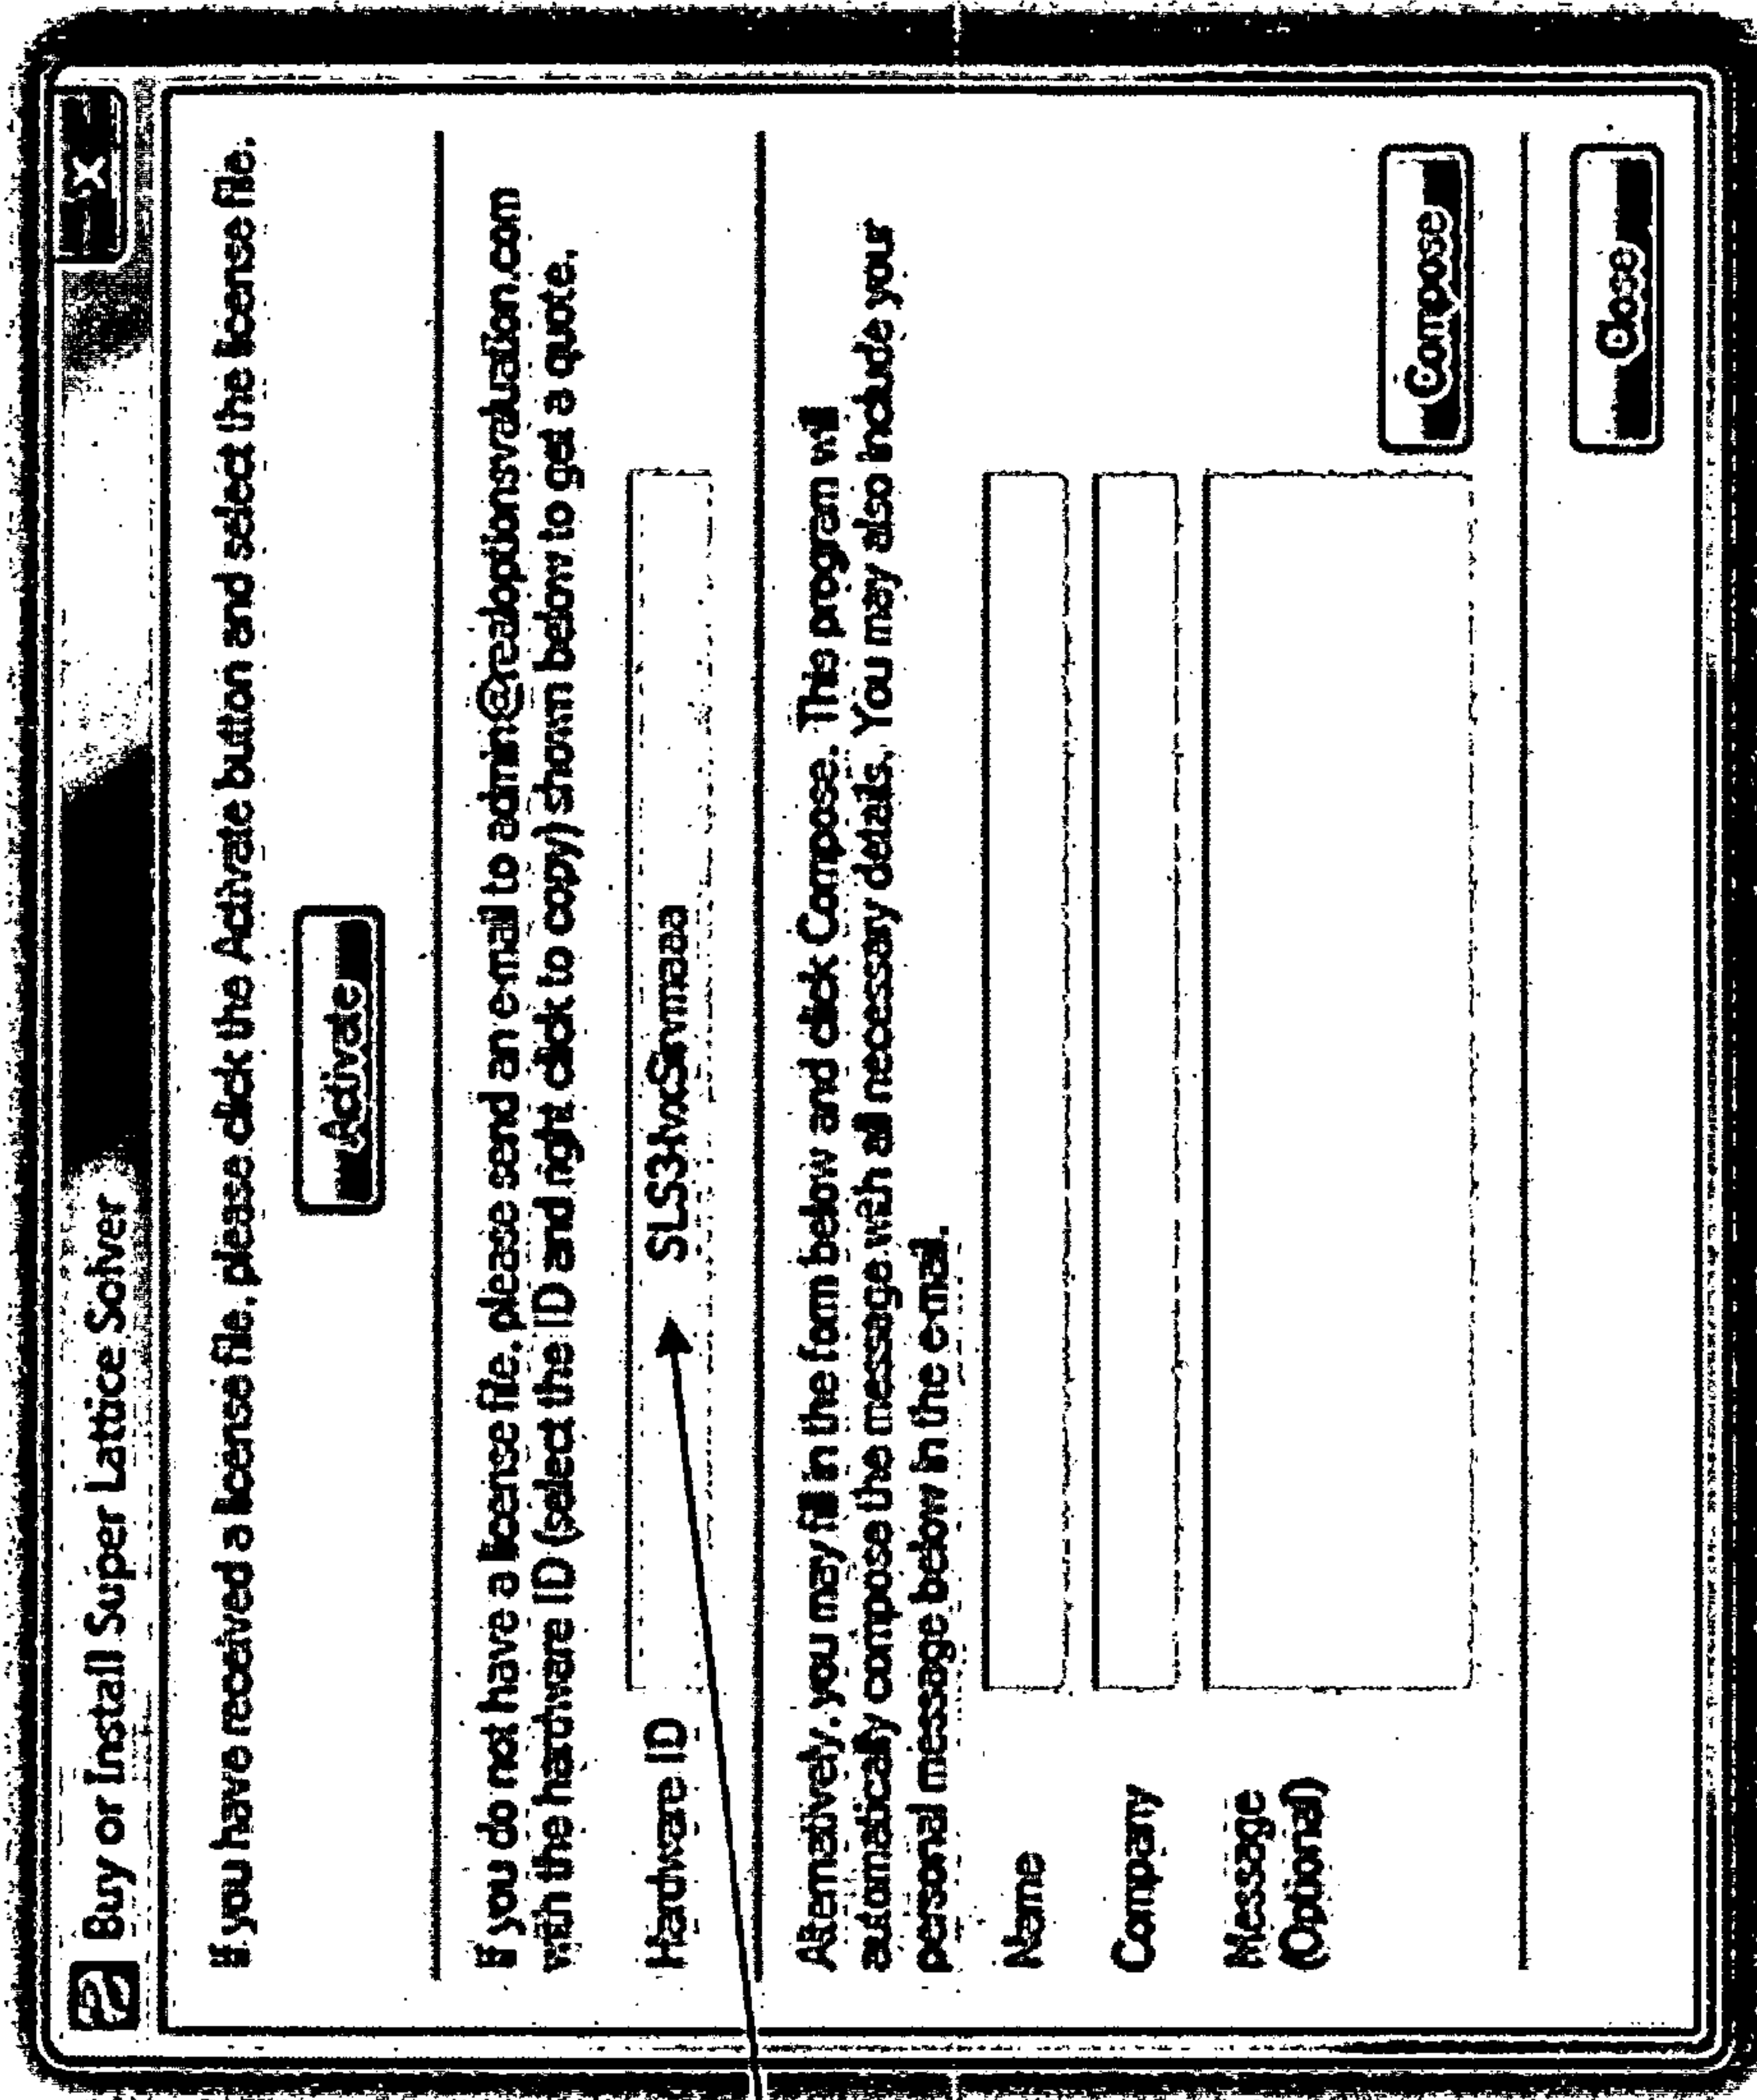 Buy or Install Super Lattice Solver
If you have received a license file, please click the Activate button and select the license file.
Activate
If you do not have a license file, please send an e-mail to admin@realoptionsvaluation.com
with the hardware ID (select the ID and right click to copy) shown below to get a quote.
Hardware ID
Alternatively, you may fill in the form below and click Compose. This program will
automatically compose the message with all necessary details. You may also include your
personal message below in the e-mail.
Name
Company
Message
(Optional)
Compose
Close